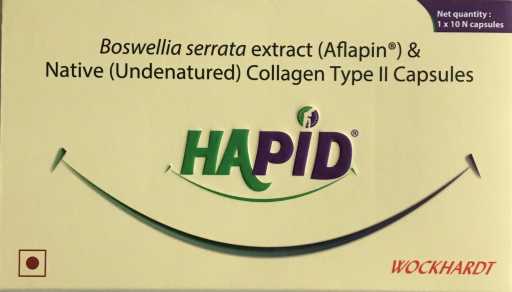 Net quantity :
1 x 10 N capsules
Boswellia serrata extract (Aflapin®) &
Native (Undenatured) Collagen Type II Capsules
HAPiD®
WOCKHARDT